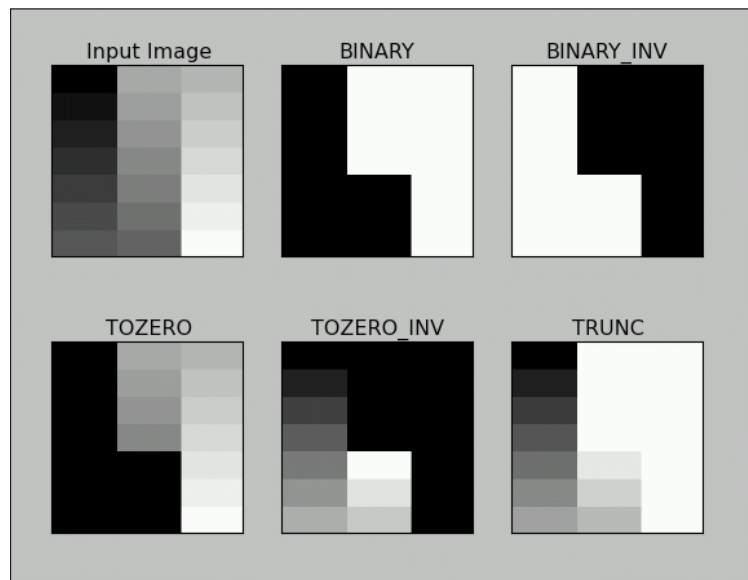 Input Image
BINARY
BINARY_INV
TOZERO
TOZERO_INV
TRUNC